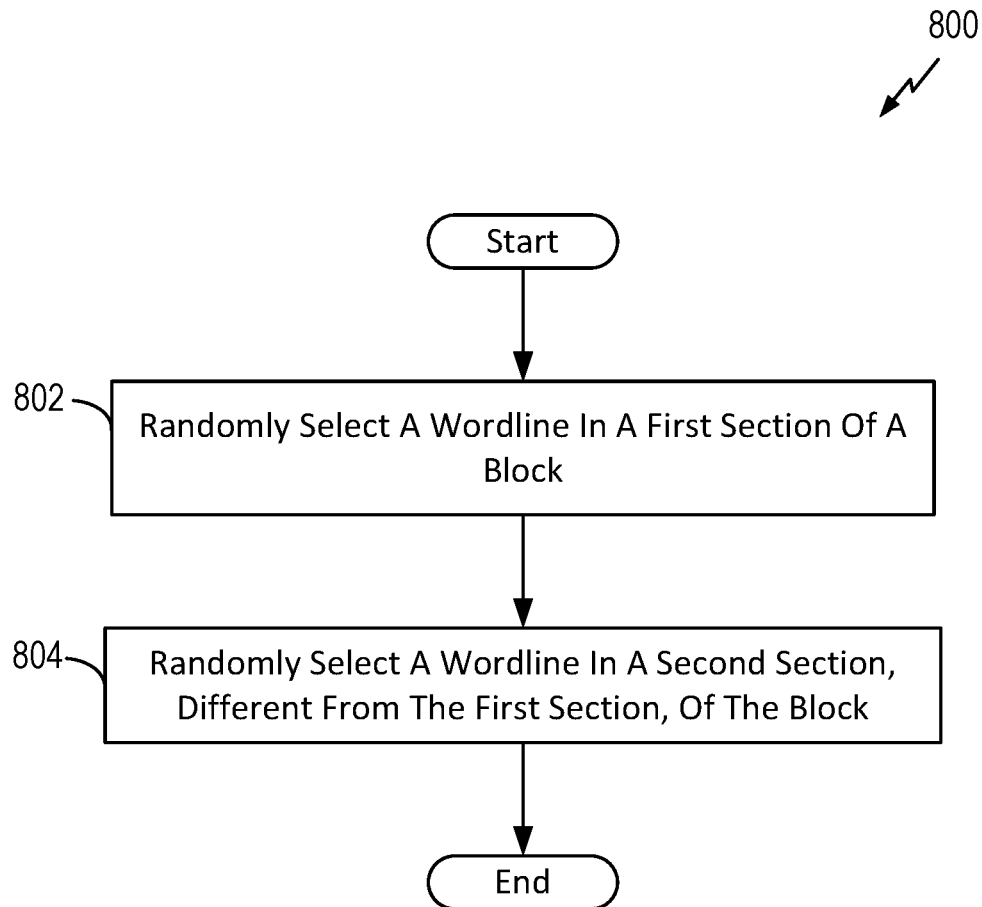 800
Start
802
Randomly Select A Wordline In A First Section Of A
Block
804
Randomly Select A Wordline In A Second Section,
Different From The First Section, Of The Block
End